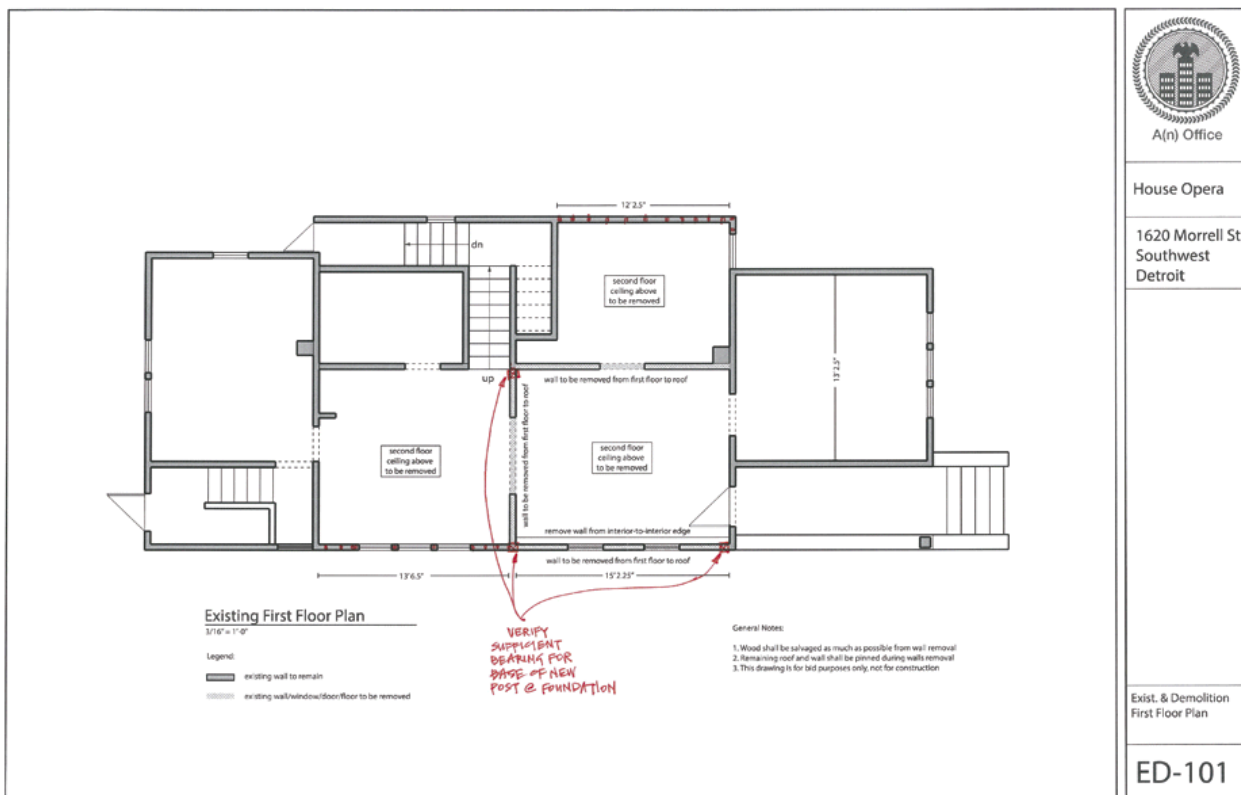 12'2.5"
dn
second floor
ceiling above
to be removed
up
wall to be removed from first floor to roof
wall to be removed from first floor to roof
13'2.5"
second floor
ceiling above
to be removed
second floor
ceiling above
to be removed
remove wall from interior-to-interior edge
wall to be removed from first floor to roof
13'6.5"
15'2.25"
Existing First Floor Plan
3/16" = 1'-0"
Legend:
existing wall to remain
existing wall/window/door/floor to be removed
VERIFY
SUFFICIENT
BEARING FOR
BASE OF NEW
POST @ FOUNDATION
General Notes:
1. Wood shall be salvaged as much as possible from wall removal
2. Remaining roof and wall shall be pinned during walls removal
3. This drawing is for bid purposes only, not for construction
A(n) Office
House Opera
1620 Morrell St
Southwest
Detroit
Exist. & Demolition
First Floor Plan
ED-101